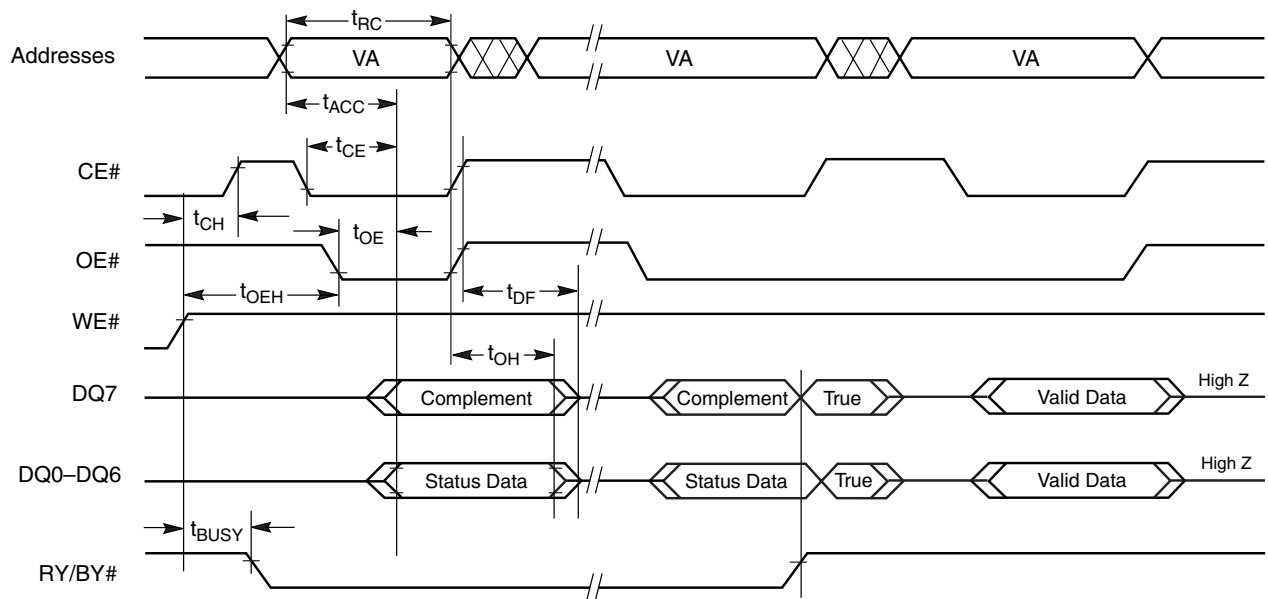 tRC
Addresses VA VA VA
tACC
tCE
CE#
tCH tOE
OE#
tOEH tDF
WE#
tOH
DQ7 Complement Complement True Valid Data High Z
DQ0–DQ6 Status Data Status Data True Valid Data High Z
tBUSY
RY/BY#